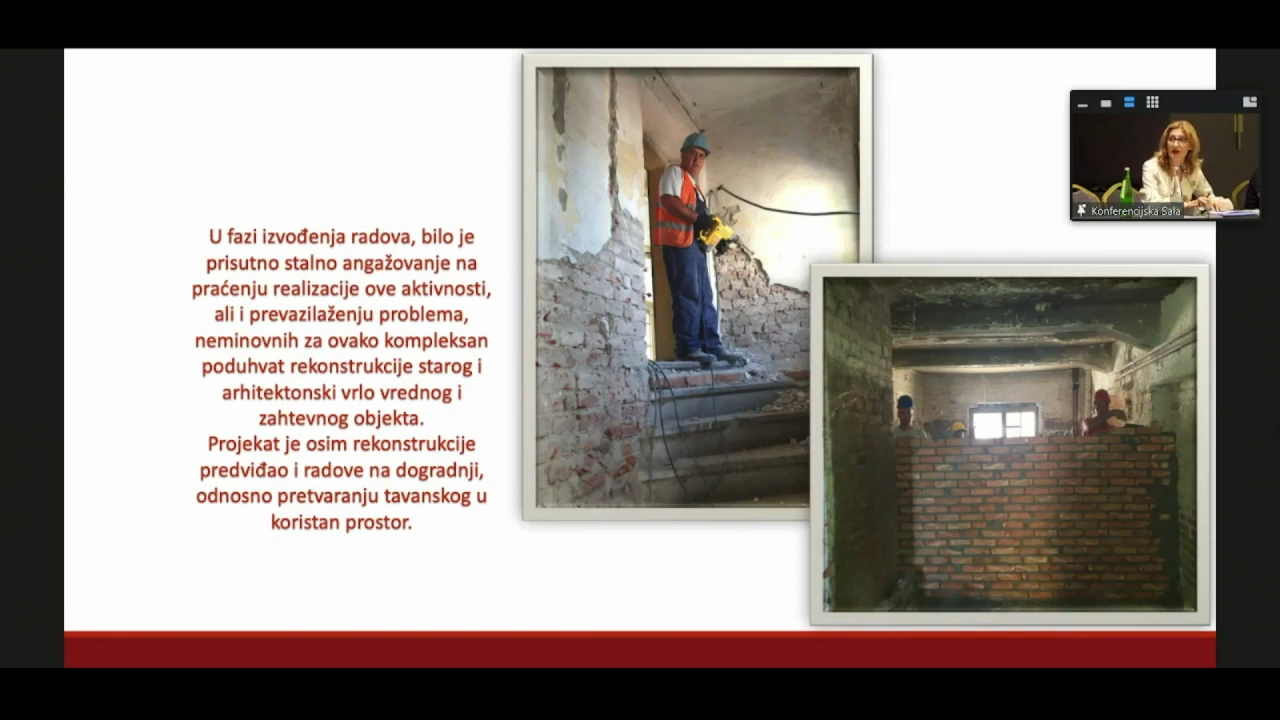 U fazi izvođenja radova, bilo je
prisutno stalno angažovanje na
praćenju realizacije ove aktivnosti,
ali i prevazilaženju problema,
neminovnih za ovako kompleksan
poduhvat rekonstrukcije starog i
arhitektonski vrlo vrednog i
zahtevnog objekta.
Projekat je osim rekonstrukcije
predviđao i radove na dogradnji,
odnosno pretvaranju tavanskog u
koristan prostor.
Konferencijska Sala